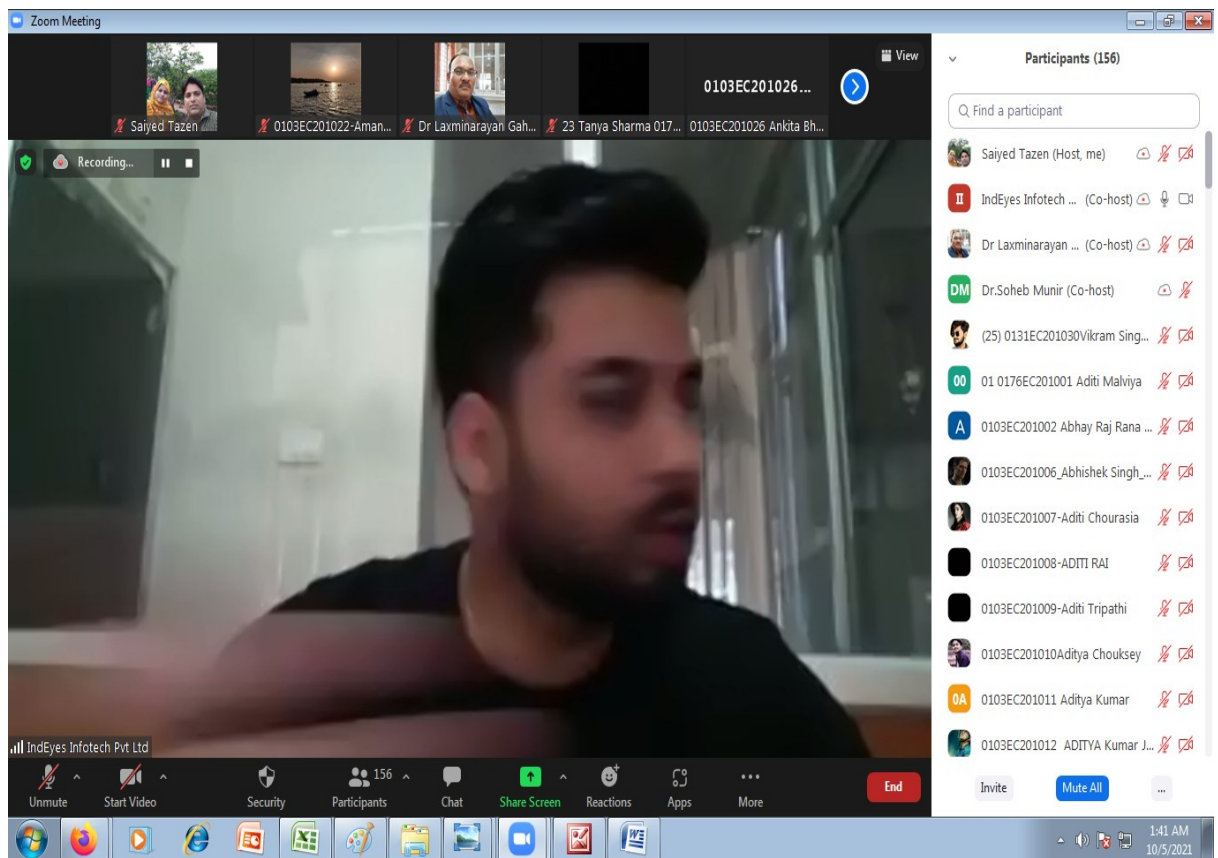 Zoom Meeting
Saiyed Tazen
0103EC201022-Aman...
Dr Laxminarayan Gah...
23 Tanya Sharma 017...
0103EC201026...
0103EC201026 Ankita Bh...
View
Recording...
IndEyes Infotech Pvt Ltd
Unmute
Start Video
Security
156
Participants
Chat
Share Screen
Reactions
Apps
More
End
Participants (156)
Find a participant
Saiyed Tazen (Host, me)
II IndEyes Infotech ... (Co-host)
Dr Laxminarayan ... (Co-host)
DM Dr.Soheb Munir (Co-host)
(25) 0131EC201030Vikram Sing...
00 01 0176EC201001 Aditi Malviya
A 0103EC201002 Abhay Raj Rana ...
0103EC201006_Abhishek Singh_...
0103EC201007-Aditi Chourasia
0103EC201008-ADITI RAI
0103EC201009-Aditi Tripathi
0103EC201010Aditya Chouksey
0A 0103EC201011 Aditya Kumar
0103EC201012 ADITYA Kumar J...
Invite
Mute All
...
1:41 AM
10/5/2021